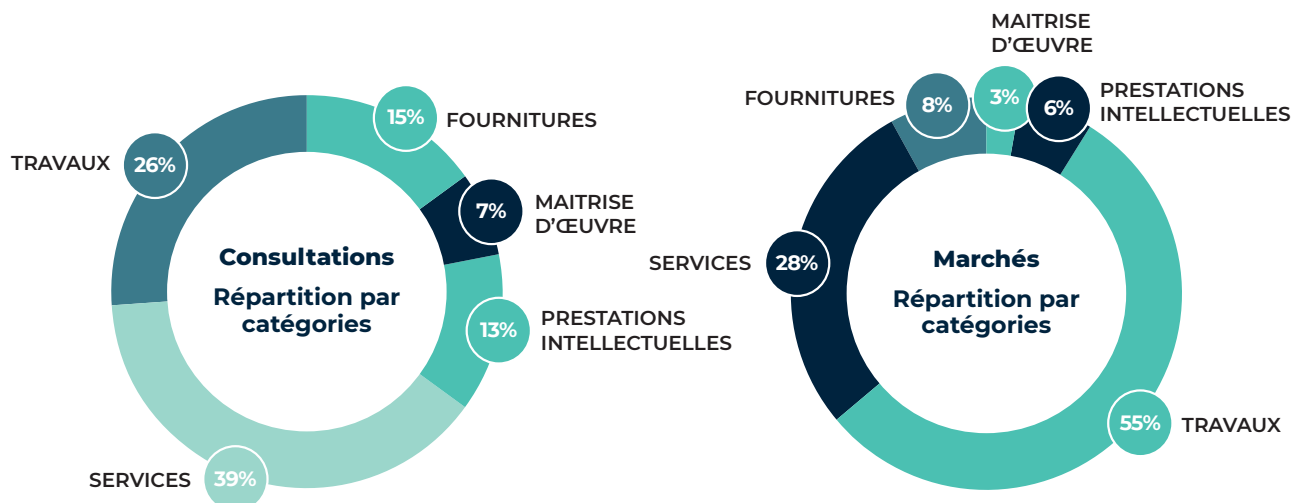 15%
FOURNITURES
7%
MAITRISE
D'ŒUVRE
13%
PRESTATIONS
INTELLECTUELLES
39%
SERVICES
26%
TRAVAUX
Consultations
Répartition par
catégories
MAITRISE
D'ŒUVRE
3%
6%
PRESTATIONS
INTELLECTUELLES
55%
TRAVAUX
28%
SERVICES
8%
FOURNITURES
Marchés
Répartition par
catégories